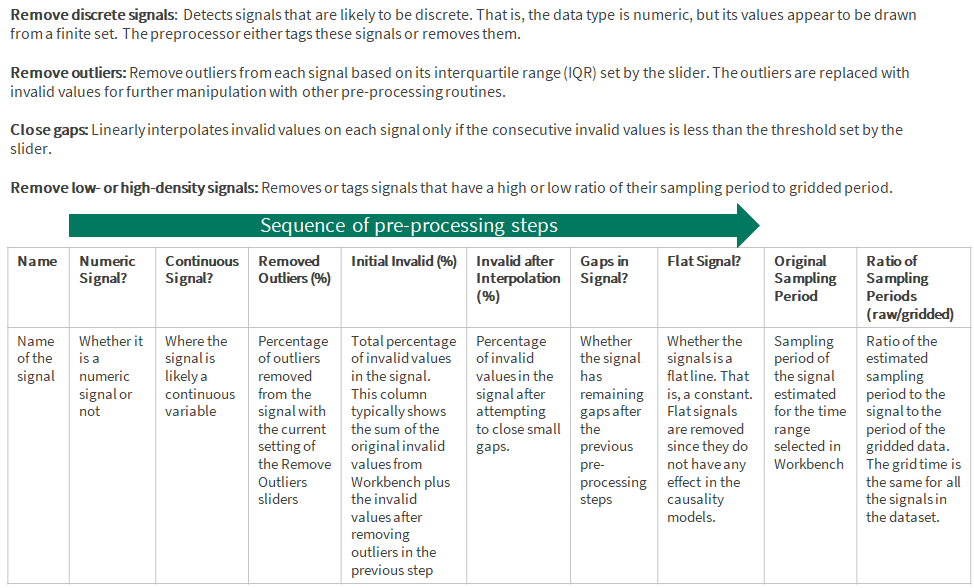 Remove discrete signals: Detects signals that are likely to be discrete. That is, the data type is numeric, but its values appear to be drawn
from a finite set. The preprocessor either tags these signals or removes them.
Remove outliers: Remove outliers from each signal based on its interquartile range (IQR) set by the slider. The outliers are replaced with
invalid values for further manipulation with other pre-processing routines.
Close gaps: Linearly interpolates invalid values on each signal only if the consecutive invalid values is less than the threshold set by the
slider.
Remove low- or high-density signals: Removes or tags signals that have a high or low ratio of their sampling period to gridded period.
Sequence of pre-processing steps
Name
Numeric
Signal?
Continuous
Signal?
Removed
Outliers (%)
Initial Invalid (%)
Invalid after
Interpolation
(%)
Gaps in
Signal?
Flat Signal?
Original
Sampling
Period
Ratio of
Sampling
Periods
(raw/gridded)
Name
of the
signal
Whether it
is a
numeric
signal or
not
Where the
signal is
likely a
continuous
variable
Percentage
of outliers
removed
from the
signal with
the current
setting of
the Remove
Outliers
sliders
Total percentage
of invalid values
in the signal.
This column
typically shows
the sum of the
original invalid
values from
Workbench plus
the invalid
values after
removing
outliers in the
previous step
Percentage
of invalid
values in the
signal after
attempting
to close small
gaps.
Whether
the signal
has
remaining
gaps after
the
previous
pre-
processing
steps
Whether the
signals is a
flat line. That
is, a constant.
Flat signals
are removed
since they do
not have any
effect in the
causality
models.
Sampling
period of
the signal
estimated
for the time
range
selected in
Workbench
Ratio of the
estimated
sampling
period to the
signal to the
period of the
gridded data.
The grid time is
the same for all
the signals in
the dataset.